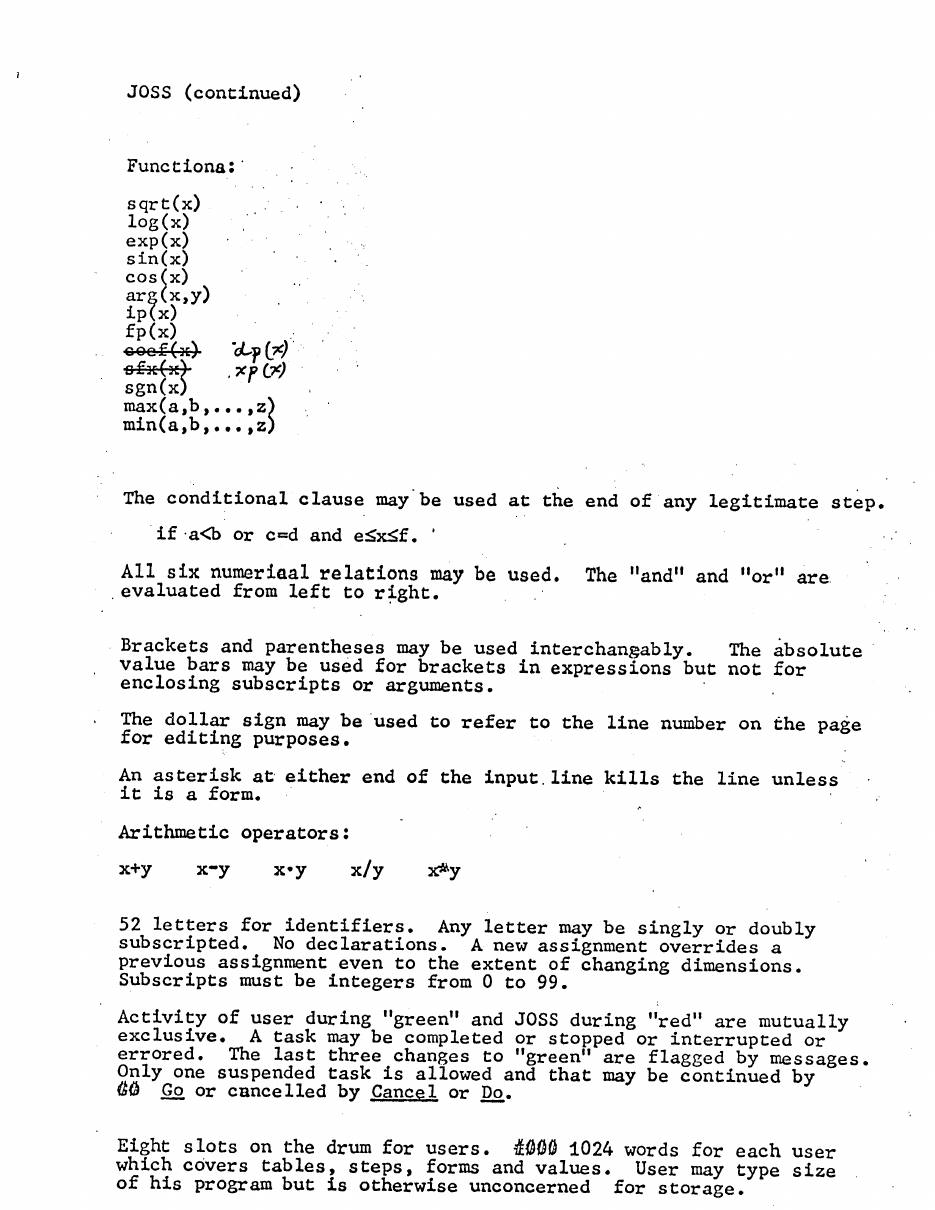 JOSS (continued)
Functiona:
sqrt(x)
log(x)
exp(x)
sin(x)
cos(x)
arg(x,y)
ip(x)
fp(x)
coef(x) dp(x)
sfx(x) xp(x)
sgn(x)
max(a,b,...,z)
min(a,b,...,z)
The conditional clause may be used at the end of any legitimate step.
if a<b or c=d and e≤x≤f.
All six numeriaal relations may be used. The "and" and "or" are
evaluated from left to right.
Brackets and parentheses may be used interchangably. The absolute
value bars may be used for brackets in expressions but not for
enclosing subscripts or arguments.
The dollar sign may be used to refer to the line number on the page
for editing purposes.
An asterisk at either end of the input line kills the line unless
it is a form.
Arithmetic operators:
x+y x-y x·y x/y x*y
52 letters for identifiers. Any letter may be singly or doubly
subscripted. No declarations. A new assignment overrides a
previous assignment even to the extent of changing dimensions.
Subscripts must be integers from 0 to 99.
Activity of user during "green" and JOSS during "red" are mutually
exclusive. A task may be completed or stopped or interrupted or
errored. The last three changes to "green" are flagged by messages.
Only one suspended task is allowed and that may be continued by
Go or cancelled by Cancel or Do.
Eight slots on the drum for users. 1024 words for each user
which covers tables, steps, forms and values. User may type size
of his program but is otherwise unconcerned for storage.